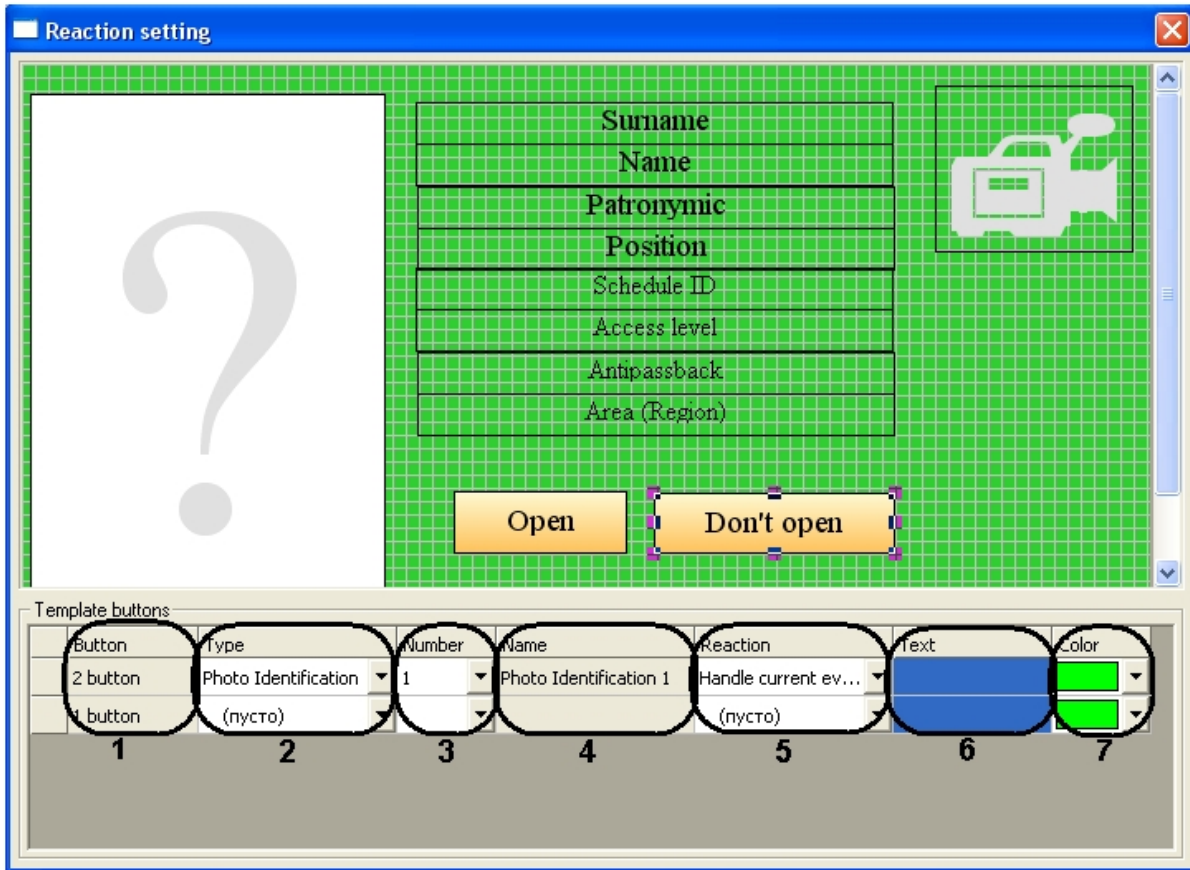 Reaction setting
Surname
Name
Patronymic
Position
Schedule ID
Access level
Antipassback
Area (Region)
?
Open Don't open
Template buttons
Button Type Number Name Reaction Text Color
2 button Photo Identification 1 Photo Identification 1 Handle current ev...
1 button (пусто) (пусто)
1 2 3 4 5 6 7